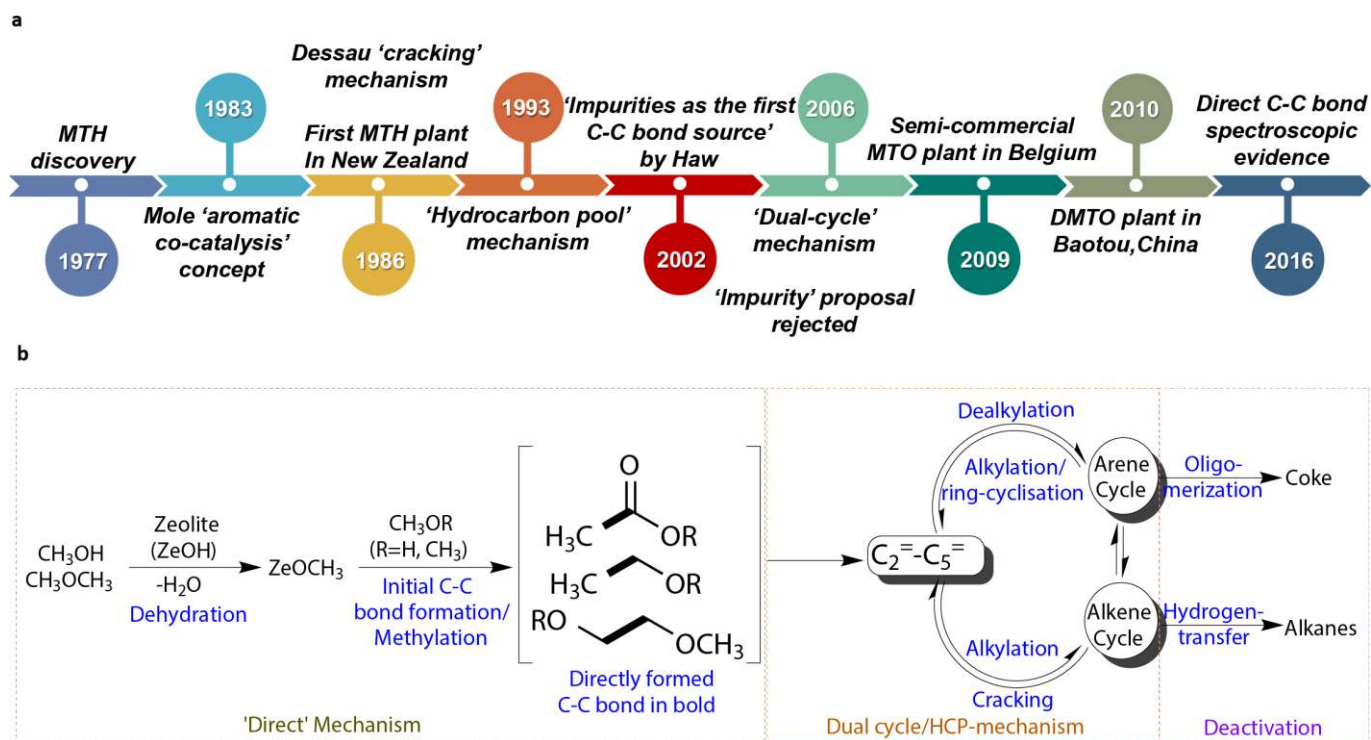 a
Dessau ‘cracking’
mechanism
1983
1993
‘Impurities as the first
C-C bond source’
by Haw
2006
2010
Direct C-C bond
spectroscopic
evidence
MTH
discovery
First MTH plant
In New Zealand
Semi-commercial
MTO plant in Belgium
1977
Mole ‘aromatic
co-catalysis’
concept
1986
‘Hydrocarbon pool’
mechanism
2002
‘Dual-cycle’
mechanism
2009
DMTO plant in
Baotou,China
2016
‘Impurity’ proposal
rejected
b
CH₃OH
CH₃OCH₃
Zeolite
(ZeOH)
-H₂O
Dehydration
ZeOCH₃
CH₃OR
(R=H, CH₃)
Initial C-C
bond formation/
Methylation
O
H₃C
OR
H₃C
OR
RO
OCH₃
Directly formed
C-C bond in bold
'Direct' Mechanism
Dealkylation
Alkylation/
ring-cyclisation
C₂⁼-C₅⁼
Alkylation
Cracking
Arene
Cycle
Alkene
Cycle
Dual cycle/HCP-mechanism
Oligo-
merization
Coke
Hydrogen-
transfer
Alkanes
Deactivation